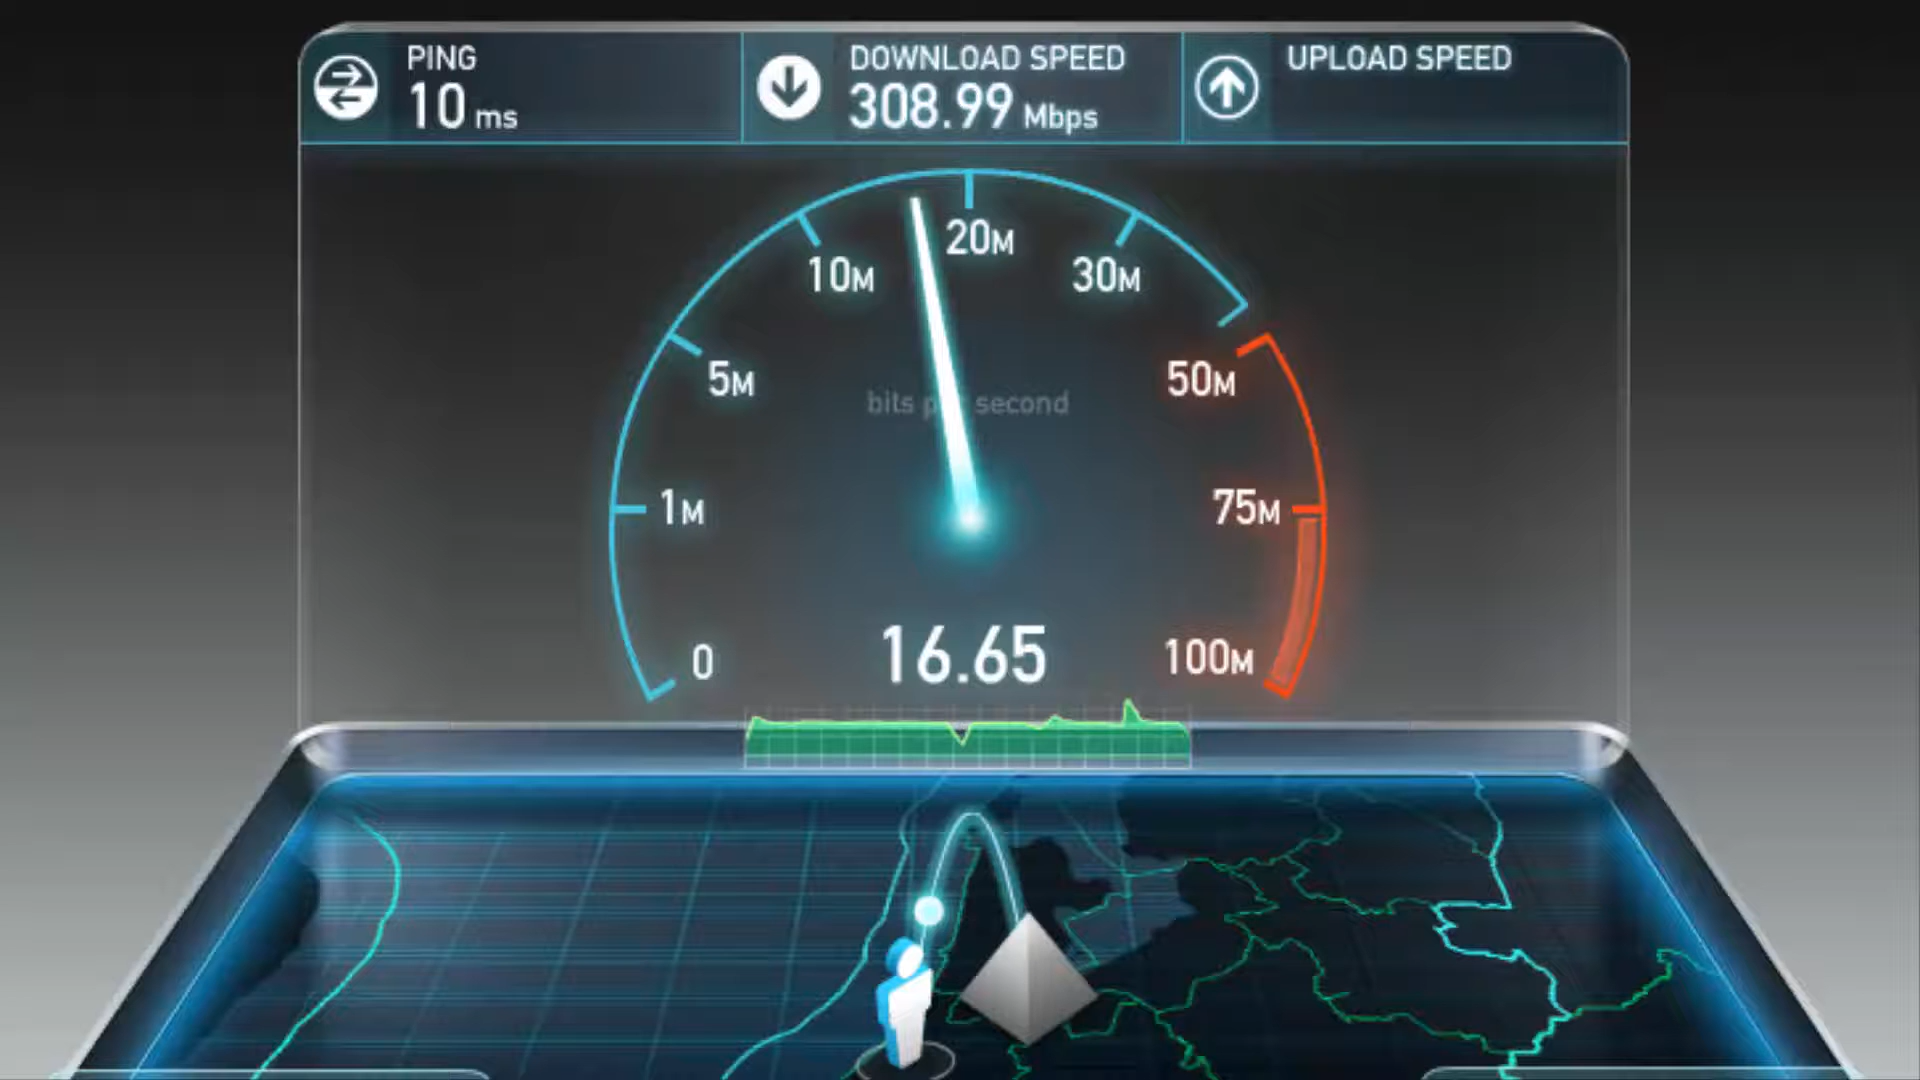 PING
10 ms
DOWNLOAD SPEED
308.99 Mbps
UPLOAD SPEED
20M
10M
30M
5M
50M
bits p   second
1M
75M
0
16.65
100M